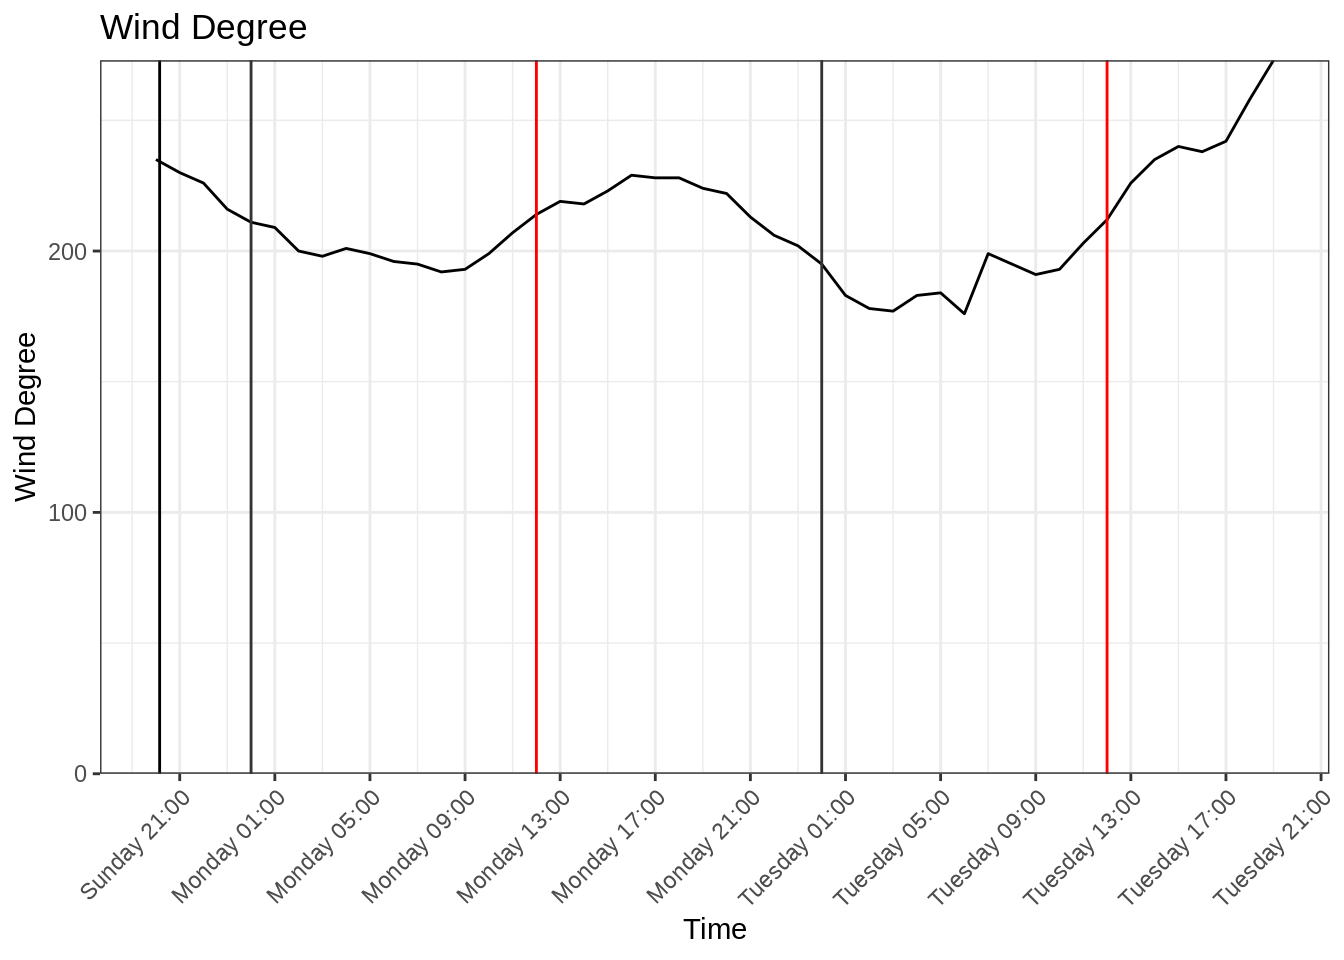 Wind Degree
Wind Degree
200
100
0
Sunday 21:00
Monday 01:00
Monday 05:00
Monday 09:00
Monday 13:00
Monday 17:00
Monday 21:00
Tuesday 01:00
Tuesday 05:00
Tuesday 09:00
Tuesday 13:00
Tuesday 17:00
Tuesday 21:00
Time